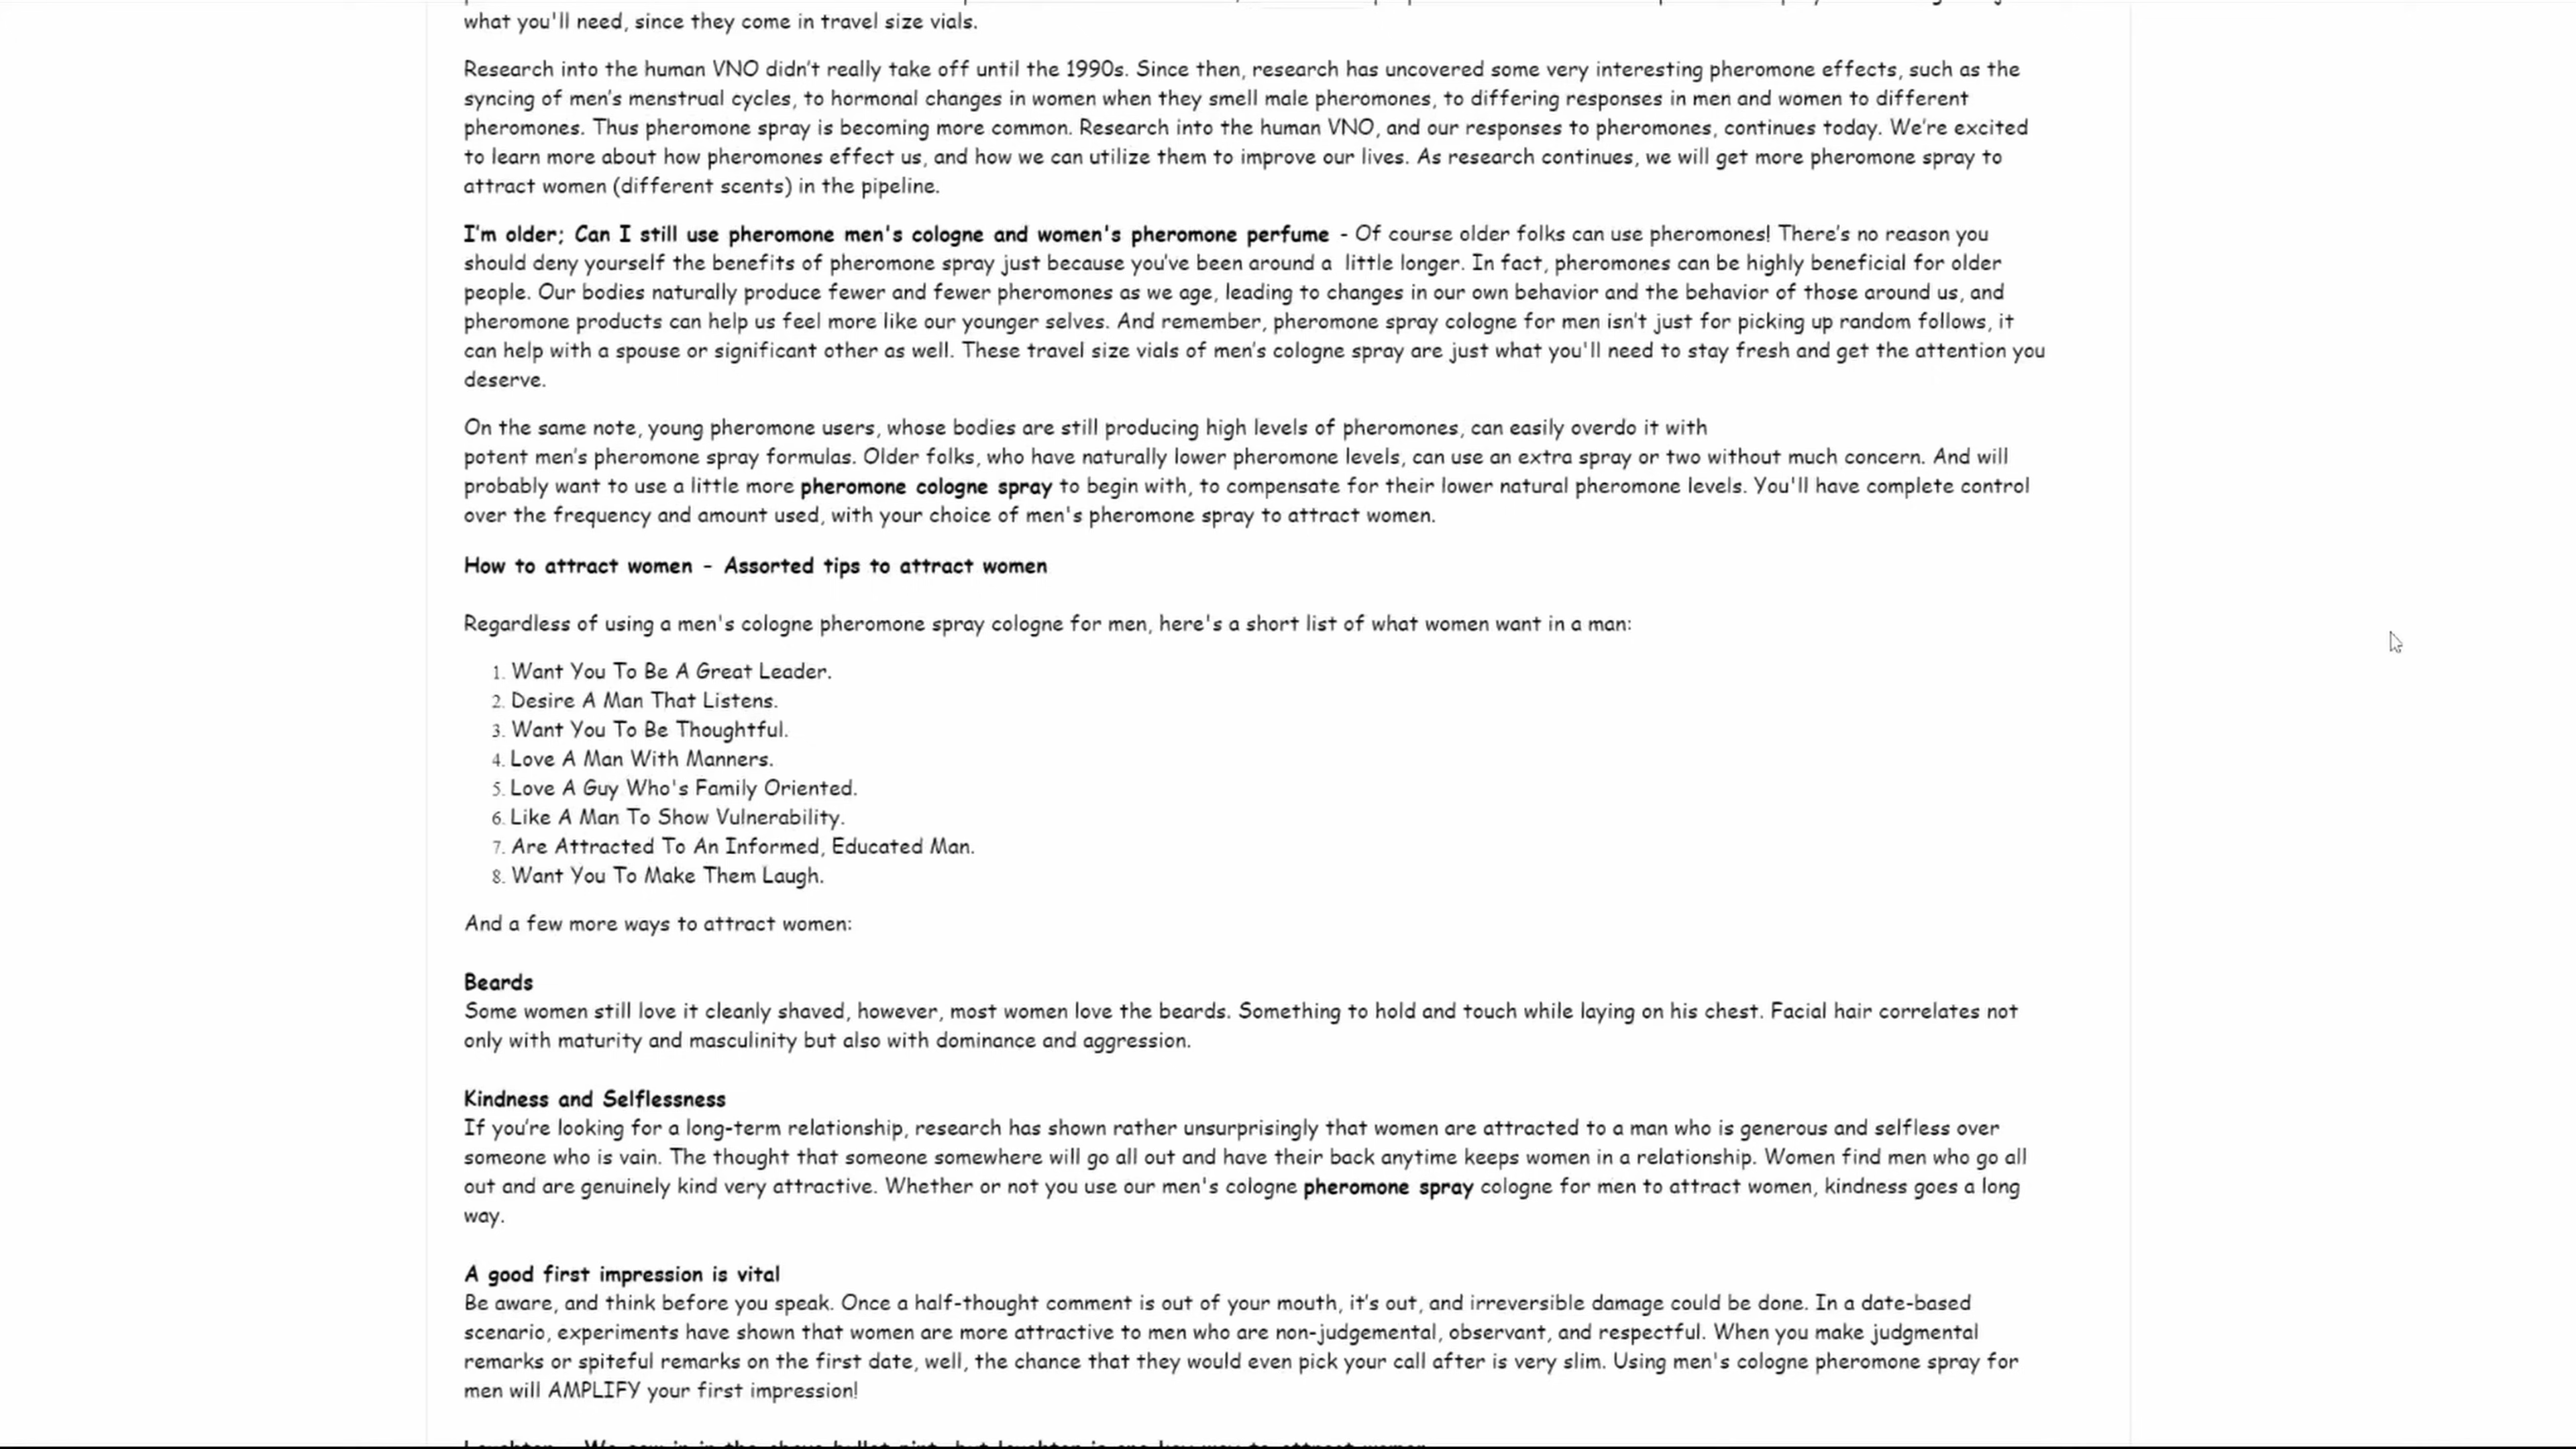 what you'll need, since they come in travel size vials.
Research into the human VNO didn't really take off until the 1990s. Since then, research has uncovered some very interesting pheromone effects, such as the
syncing of men's menstrual cycles, to hormonal changes in women when they smell male pheromones, to differing responses in men and women to different
pheromones. Thus pheromone spray is becoming more common. Research into the human VNO, and our responses to pheromones, continues today. We're excited
to learn more about how pheromones effect us, and how we can utilize them to improve our lives. As research continues, we will get more pheromone spray to
attract women (different scents) in the pipeline.
I'm older; Can I still use pheromone men's cologne and women's pheromone perfume - Of course older folks can use pheromones! There's no reason you
should deny yourself the benefits of pheromone spray just because you've been around a little longer. In fact, pheromones can be highly beneficial for older
people. Our bodies naturally produce fewer and fewer pheromones as we age, leading to changes in our own behavior and the behavior of those around us, and
pheromone products can help us feel more like our younger selves. And remember, pheromone spray cologne for men isn't just for picking up random follows, it
can help with a spouse or significant other as well. These travel size vials of men's cologne spray are just what you'll need to stay fresh and get the attention you
deserve.
On the same note, young pheromone users, whose bodies are still producing high levels of pheromones, can easily overdo it with
potent men's pheromone spray formulas. Older folks, who have naturally lower pheromone levels, can use an extra spray or two without much concern. And will
probably want to use a little more pheromone cologne spray to begin with, to compensate for their lower natural pheromone levels. You'll have complete control
over the frequency and amount used, with your choice of men's pheromone spray to attract women.
How to attract women - Assorted tips to attract women
Regardless of using a men's cologne pheromone spray cologne for men, here's a short list of what women want in a man:
1. Want You To Be A Great Leader.
2. Desire A Man That Listens.
3. Want You To Be Thoughtful.
4. Love A Man With Manners.
5. Love A Guy Who's Family Oriented.
6. Like A Man To Show Vulnerability.
7. Are Attracted To An Informed, Educated Man.
8. Want You To Make Them Laugh.
And a few more ways to attract women:
Beards
Some women still love it cleanly shaved, however, most women love the beards. Something to hold and touch while laying on his chest. Facial hair correlates not
only with maturity and masculinity but also with dominance and aggression.
Kindness and Selflessness
If you're looking for a long-term relationship, research has shown rather unsurprisingly that women are attracted to a man who is generous and selfless over
someone who is vain. The thought that someone somewhere will go all out and have their back anytime keeps women in a relationship. Women find men who go all
out and are genuinely kind very attractive. Whether or not you use our men's cologne pheromone spray cologne for men to attract women, kindness goes a long
way.
A good first impression is vital
Be aware, and think before you speak. Once a half-thought comment is out of your mouth, it's out, and irreversible damage could be done. In a date-based
scenario, experiments have shown that women are more attractive to men who are non-judgemental, observant, and respectful. When you make judgmental
remarks or spiteful remarks on the first date, well, the chance that they would even pick your call after is very slim. Using men's cologne pheromone spray for
men will AMPLIFY your first impression!